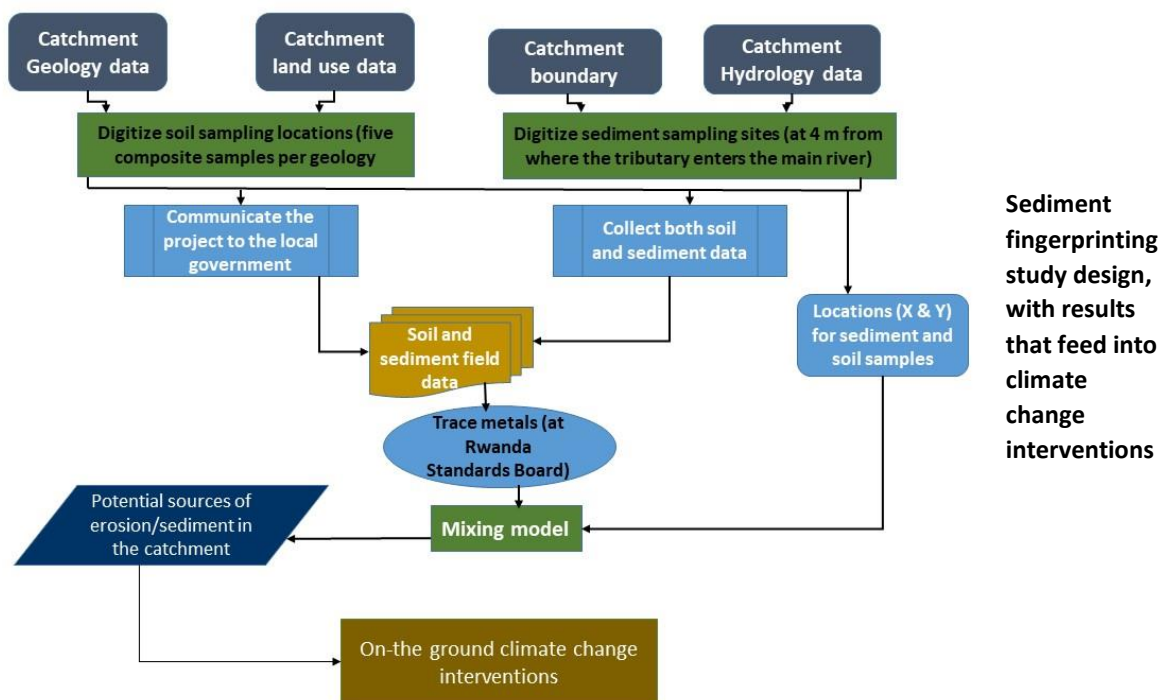 Catchment
Geology data
Catchment
land use data
Catchment
boundary
Catchment
Hydrology data
Digitize soil sampling locations (five
composite samples per geology
Digitize sediment sampling sites (at 4 m from
where the tributary enters the main river)
Communicate the
project to the local
government
Collect both soil
and sediment data
Locations (X & Y)
for sediment and
soil samples
Soil and
sediment field
data
Trace metals (at
Rwanda
Standards Board)
Mixing model
Potential sources of
erosion/sediment in
the catchment
On-the ground climate change
interventions
Sediment
fingerprinting
study design,
with results
that feed into
climate
change
interventions